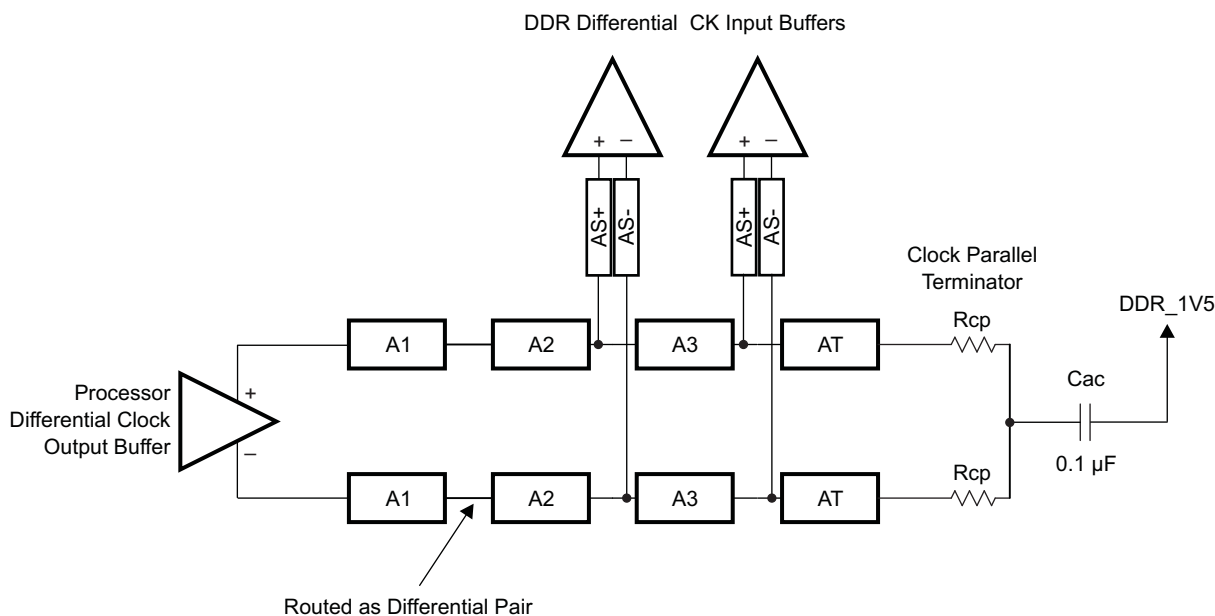 DDR Differential CK Input Buffers
+ − + −
AS+ AS- AS+ AS-
Clock Parallel
Terminator
DDR_1V5
Rcp
A1 A2 A3 AT
Cac
+
Processor
Differential Clock
Output Buffer
−
0.1 µF
Rcp
A1 A2 A3 AT
Routed as Differential Pair